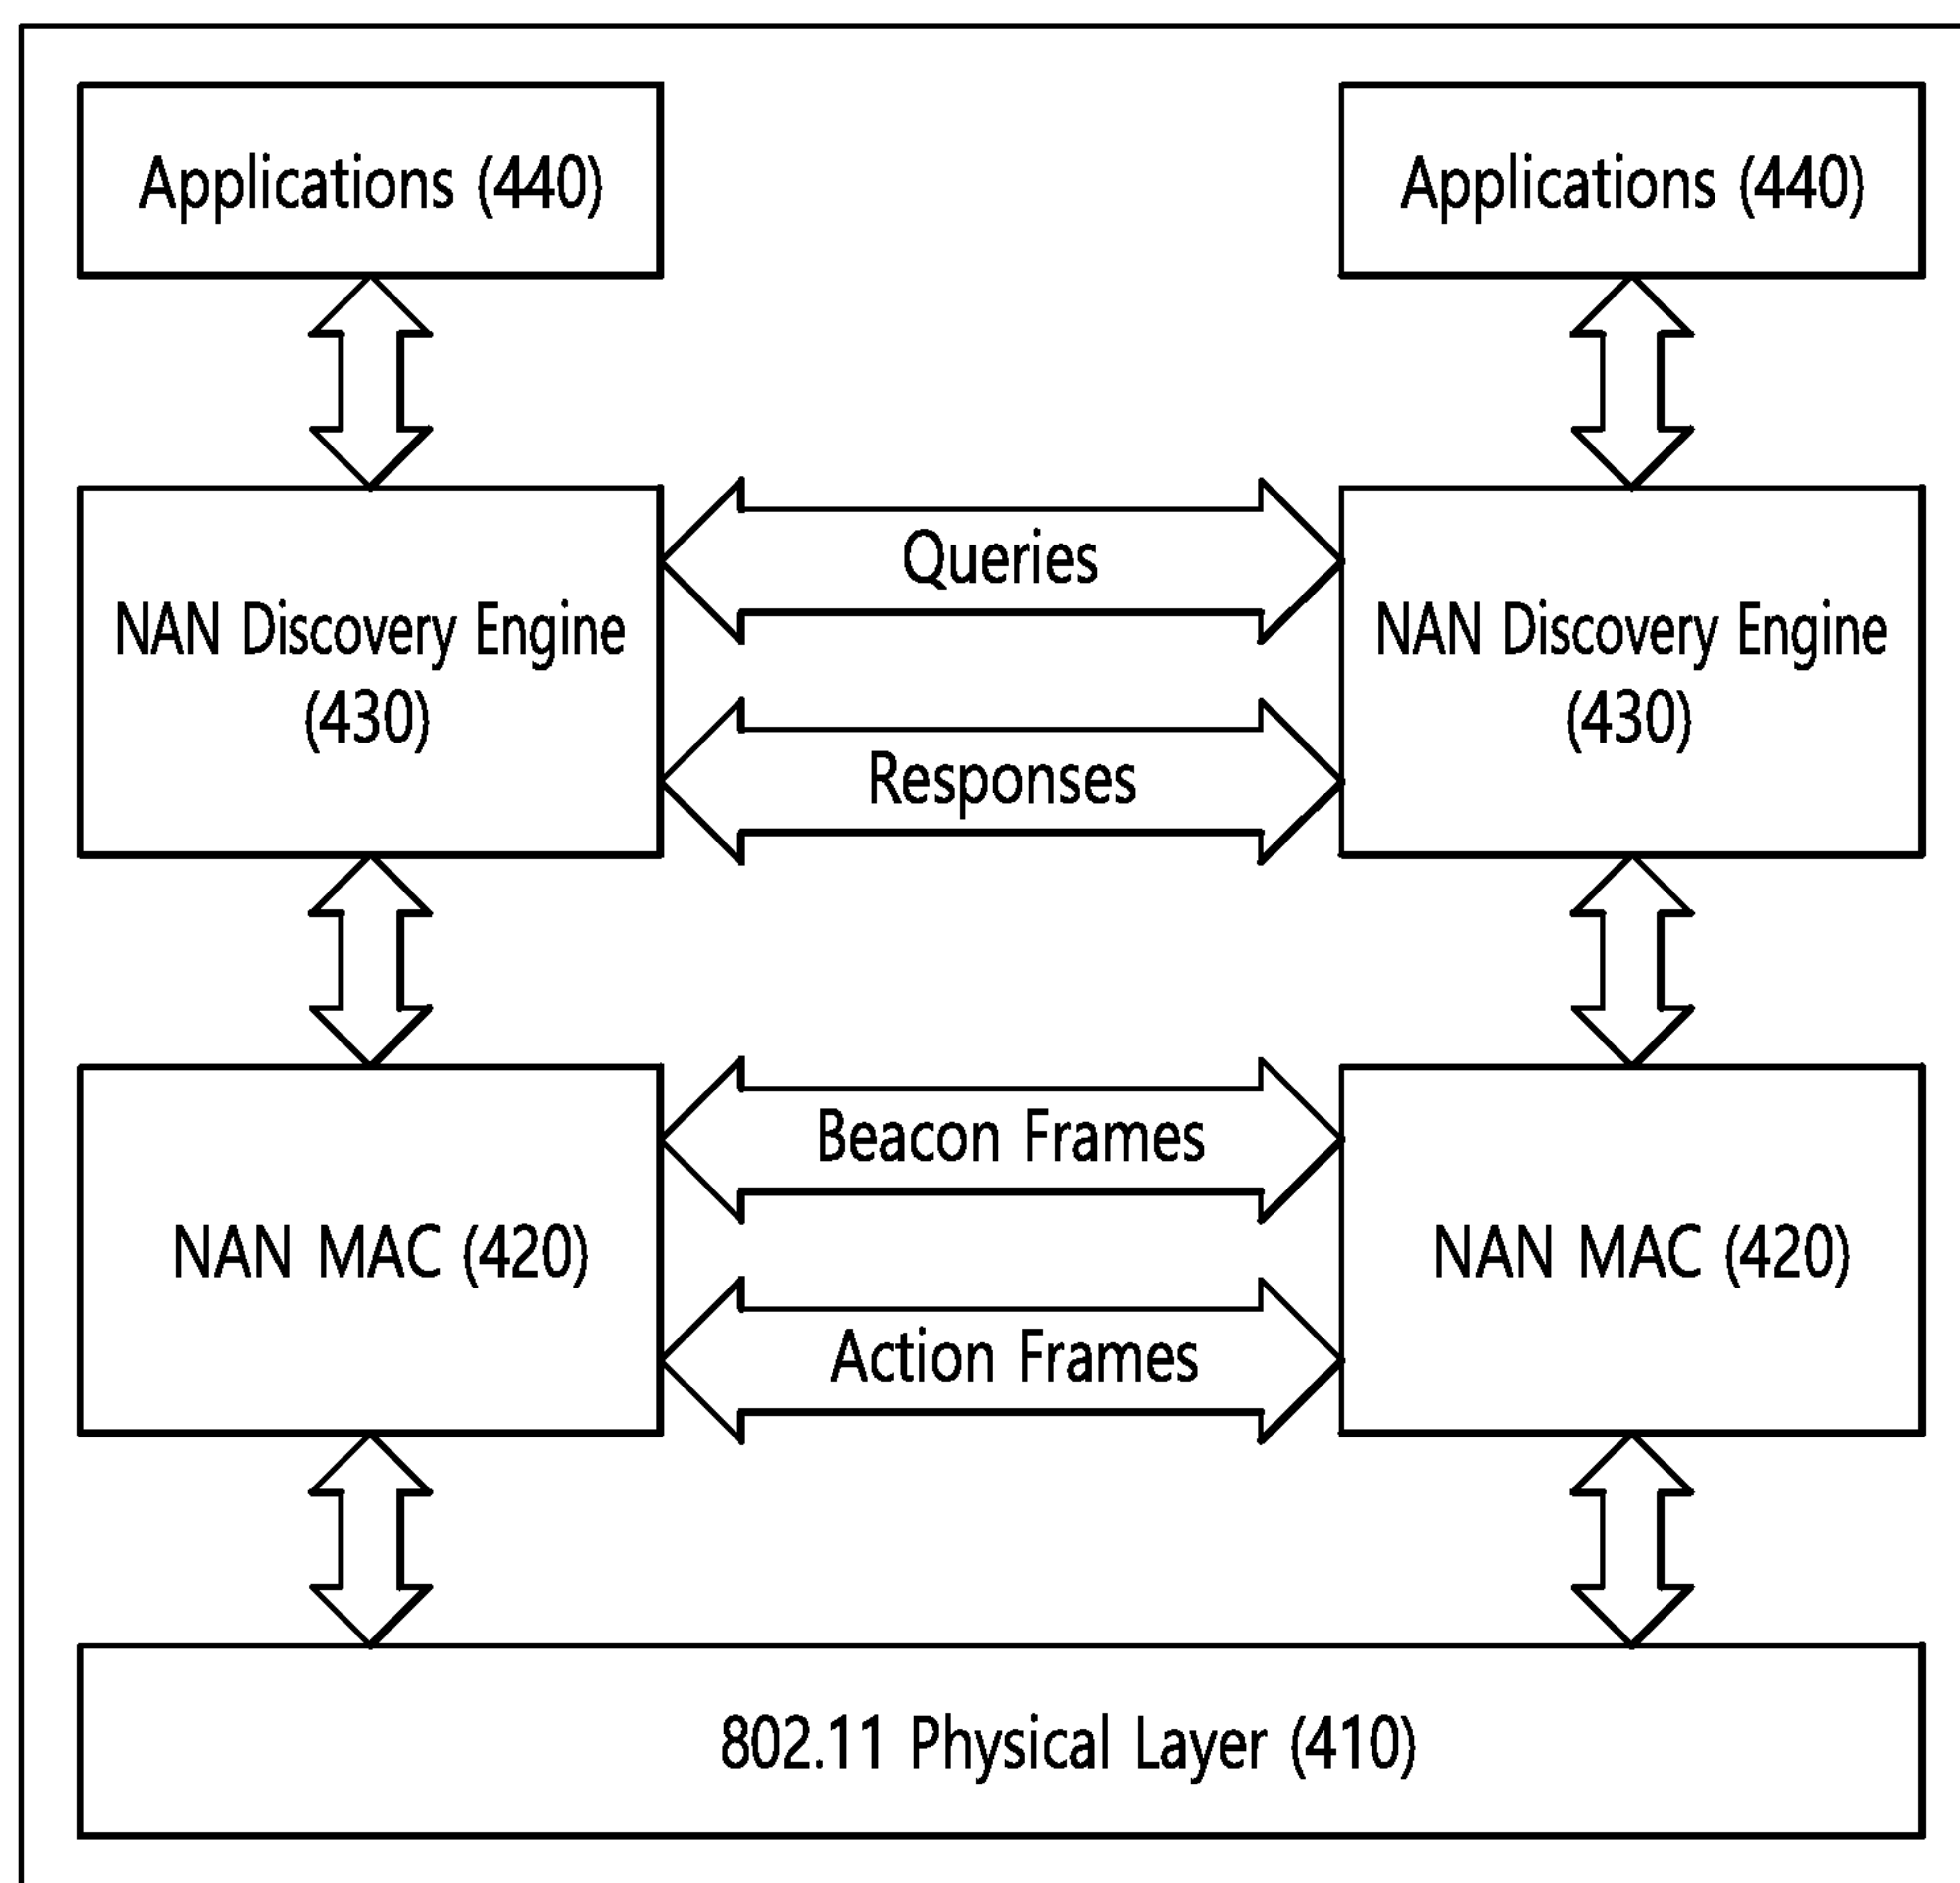 Applications (440)
Applications (440)
Queries
NAN Discovery Engine
(430)
NAN Discovery Engine
(430)
Responses
Beacon Frames
NAN MAC (420)
NAN MAC (420)
Action Frames
802.11 Physical Layer (410)